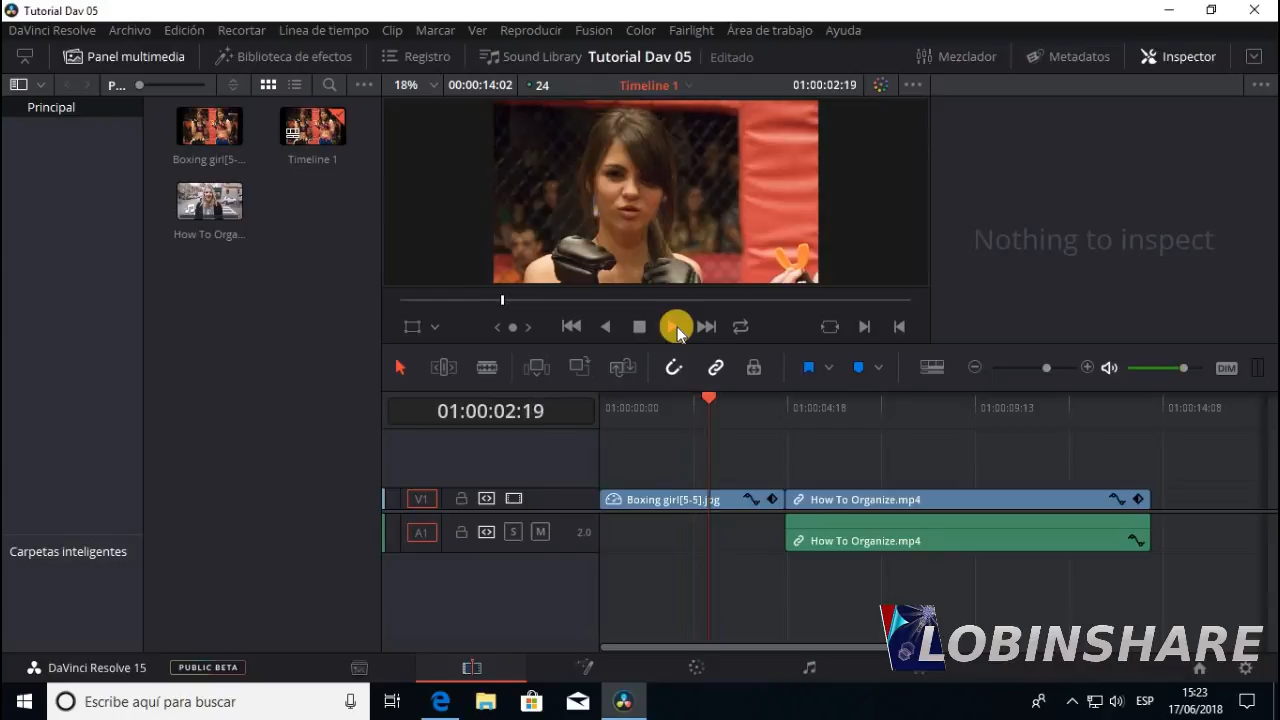 Tutorial Dav 05
DaVinci Resolve Archivo Edición Recortar Línea de tiempo Clip Marcar Ver Reproducir Fusion Color Fairlight Área de trabajo Ayuda
Panel multimedia Biblioteca de efectos Registro Sound Library Tutorial Dav 05 Editado Mezclador Metadatos Inspector
P... 18% 00:00:14:02 24 Timeline 1 01:00:02:19
Principal
Boxing girl[5-... Timeline 1
How To Orga...
Nothing to inspect
DIM
01:00:02:19 01:00:00:00 01:00:04:18 01:00:09:13 01:00:14:08
V1 Boxing girl[5-5].jpg How To Organize.mp4
A1 S M 2.0 How To Organize.mp4
Carpetas inteligentes
LOBINSHARE
DaVinci Resolve 15 PUBLIC BETA
Escribe aquí para buscar ESP 15:23
17/06/2018